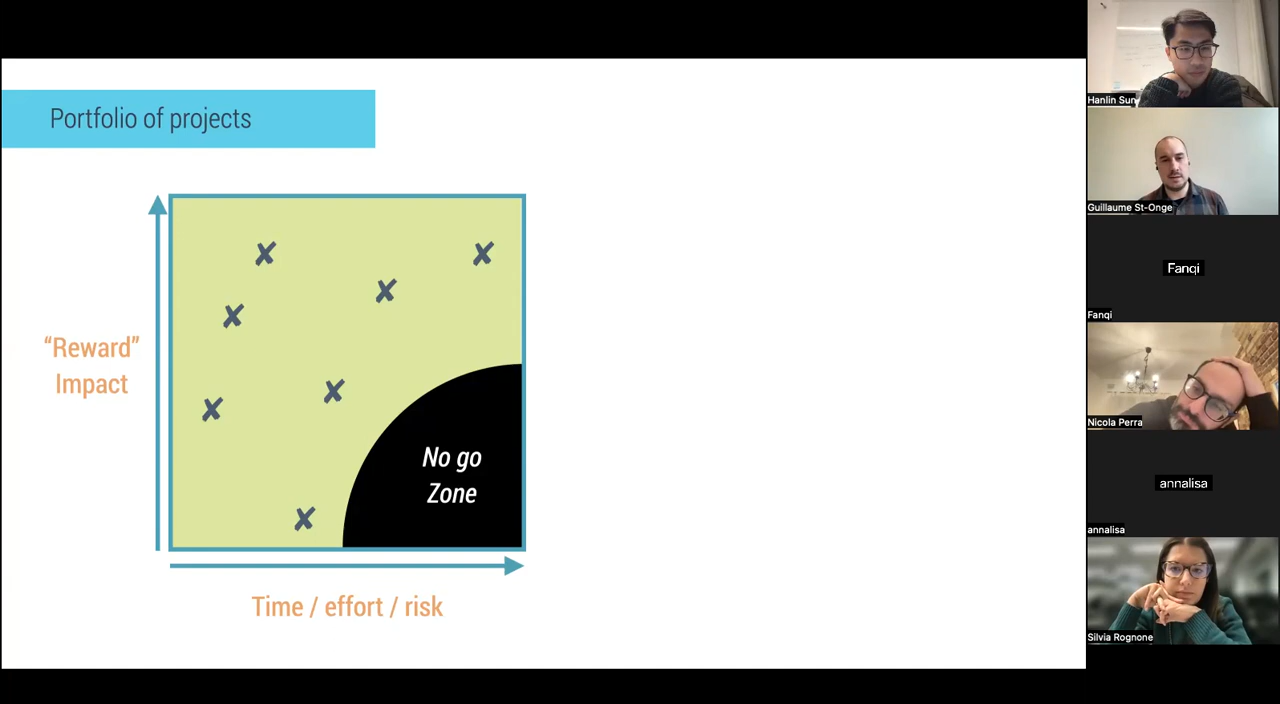 Portfolio of projects
“Reward”
Impact
No go
Zone
Time / effort / risk
Hanlin Sun
Guillaume St-Onge
Fanqi
Fanqi
Nicola Perra
annalisa
annalisa
Silvia Rognone